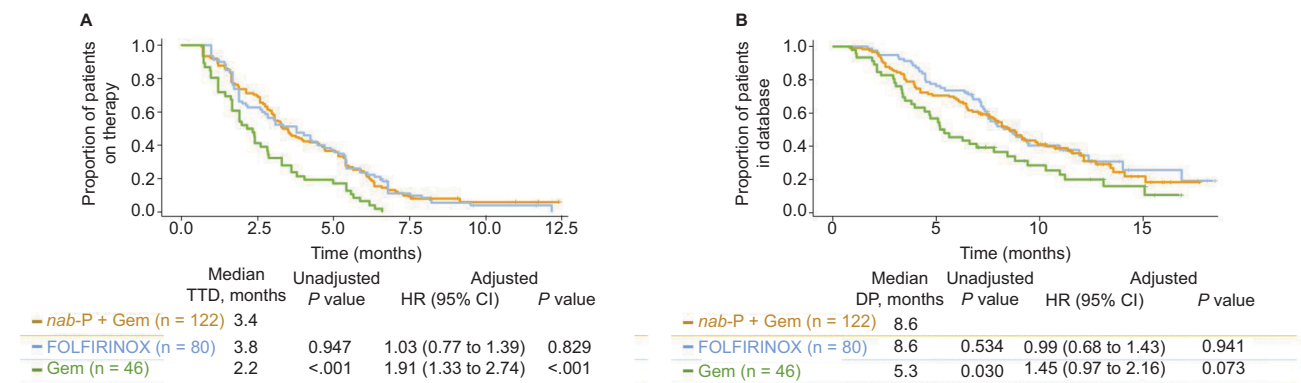 A
Proportion of patients
on therapy
1.0
0.8
0.6
0.4
0.2
0.0
0.0 2.5 5.0 7.5 10.0 12.5
Time (months)
Median
TTD, months
Unadjusted
P value
Adjusted
HR (95% CI) P value
nab-P + Gem (n = 122) 3.4
FOLFIRINOX (n = 80) 3.8 0.947 1.03 (0.77 to 1.39) 0.829
Gem (n = 46) 2.2 <.001 1.91 (1.33 to 2.74) <.001
B
Proportion of patients
in database
1.0
0.8
0.6
0.4
0.2
0.0
0 5 10 15
Time (months)
Median
DP, months
Unadjusted
P value
Adjusted
HR (95% CI) P value
nab-P + Gem (n = 122) 8.6
FOLFIRINOX (n = 80) 8.6 0.534 0.99 (0.68 to 1.43) 0.941
Gem (n = 46) 5.3 0.030 1.45 (0.97 to 2.16) 0.073